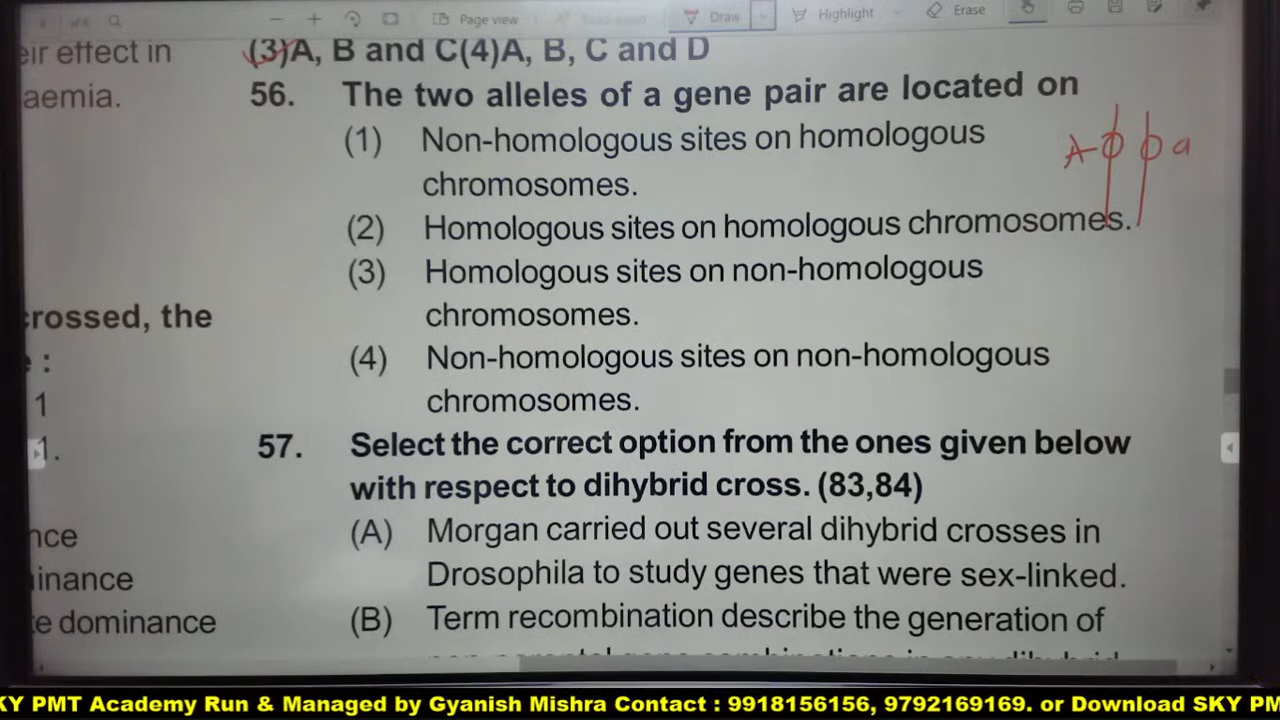 Page view
Draw
Highlight
Erase
eir effect in
aemia.
crossed, the
e :
1
1.
nce
inance
te dominance
(3)A, B and C(4)A, B, C and D
56. The two alleles of a gene pair are located on
(1) Non-homologous sites on homologous
chromosomes.
(2) Homologous sites on homologous chromosomes.
(3) Homologous sites on non-homologous
chromosomes.
(4) Non-homologous sites on non-homologous
chromosomes.
A a
57. Select the correct option from the ones given below
with respect to dihybrid cross. (83,84)
(A) Morgan carried out several dihybrid crosses in
Drosophila to study genes that were sex-linked.
(B) Term recombination describe the generation of
KY PMT Academy Run & Managed by Gyanish Mishra Contact : 9918156156, 9792169169. or Download SKY PM